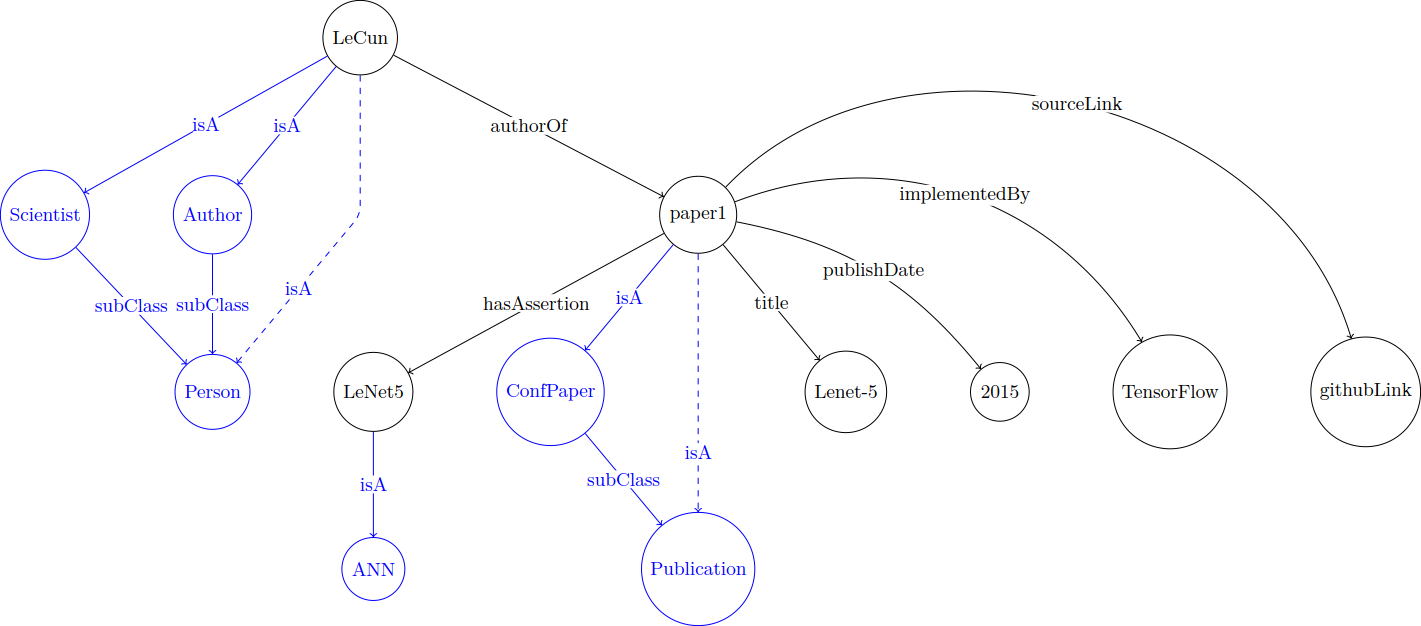 LeCun
sourceLink
isA
isA
authorOf
implementedBy
Scientist
Author
paper1
publishDate
isA
isA
subClass
subClass
hasAssertion
title
Person
LeNet5
ConfPaper
Lenet-5
2015
TensorFlow
githubLink
isA
subClass
isA
ANN
Publication